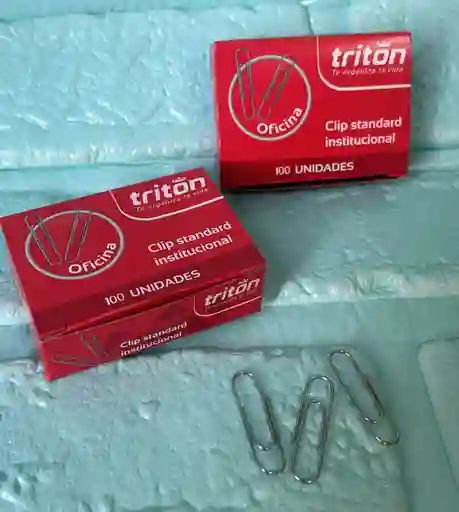 triton
Te organiza la vida
Oficina
Clip standard
institucional
100 UNIDADES
triton
Te organiza la vida
Oficina
Clip standard
institucional
100 UNIDADES
triton
Clip standard
institucional